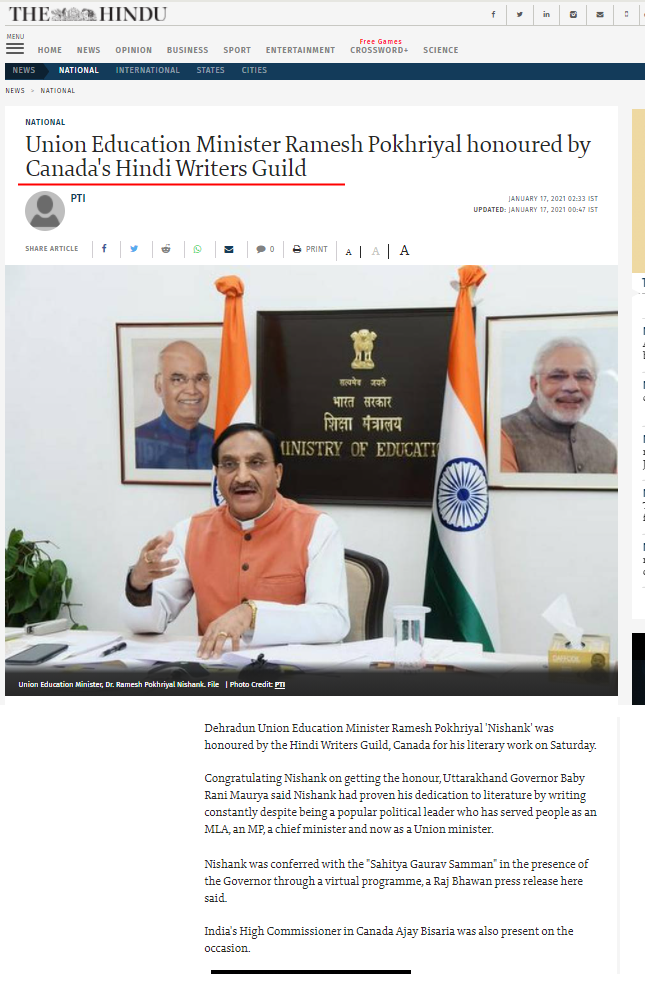 THE HINDU
MENU
HOME NEWS OPINION BUSINESS SPORT ENTERTAINMENT Free Games CROSSWORD+ SCIENCE
NEWS NATIONAL INTERNATIONAL STATES CITIES
NEWS > NATIONAL
NATIONAL
Union Education Minister Ramesh Pokhriyal honoured by
Canada's Hindi Writers Guild
PTI
JANUARY 17, 2021 02:33 IST
UPDATED: JANUARY 17, 2021 00:47 IST
SHARE ARTICLE 0 PRINT A A A
सत्यमेव जयते
भारत सरकार
शिक्षा मंत्रालय
MINISTRY OF EDUCATI
Union Education Minister, Dr. Ramesh Pokhriyal Nishank. File | Photo Credit: PTI
Dehradun Union Education Minister Ramesh Pokhriyal 'Nishank' was
honoured by the Hindi Writers Guild, Canada for his literary work on Saturday.
Congratulating Nishank on getting the honour, Uttarakhand Governor Baby
Rani Maurya said Nishank had proven his dedication to literature by writing
constantly despite being a popular political leader who has served people as an
MLA, an MP, a chief minister and now as a Union minister.
Nishank was conferred with the "Sahitya Gaurav Samman" in the presence of
the Governor through a virtual programme, a Raj Bhawan press release here
said.
India's High Commissioner in Canada Ajay Bisaria was also present on the
occasion.